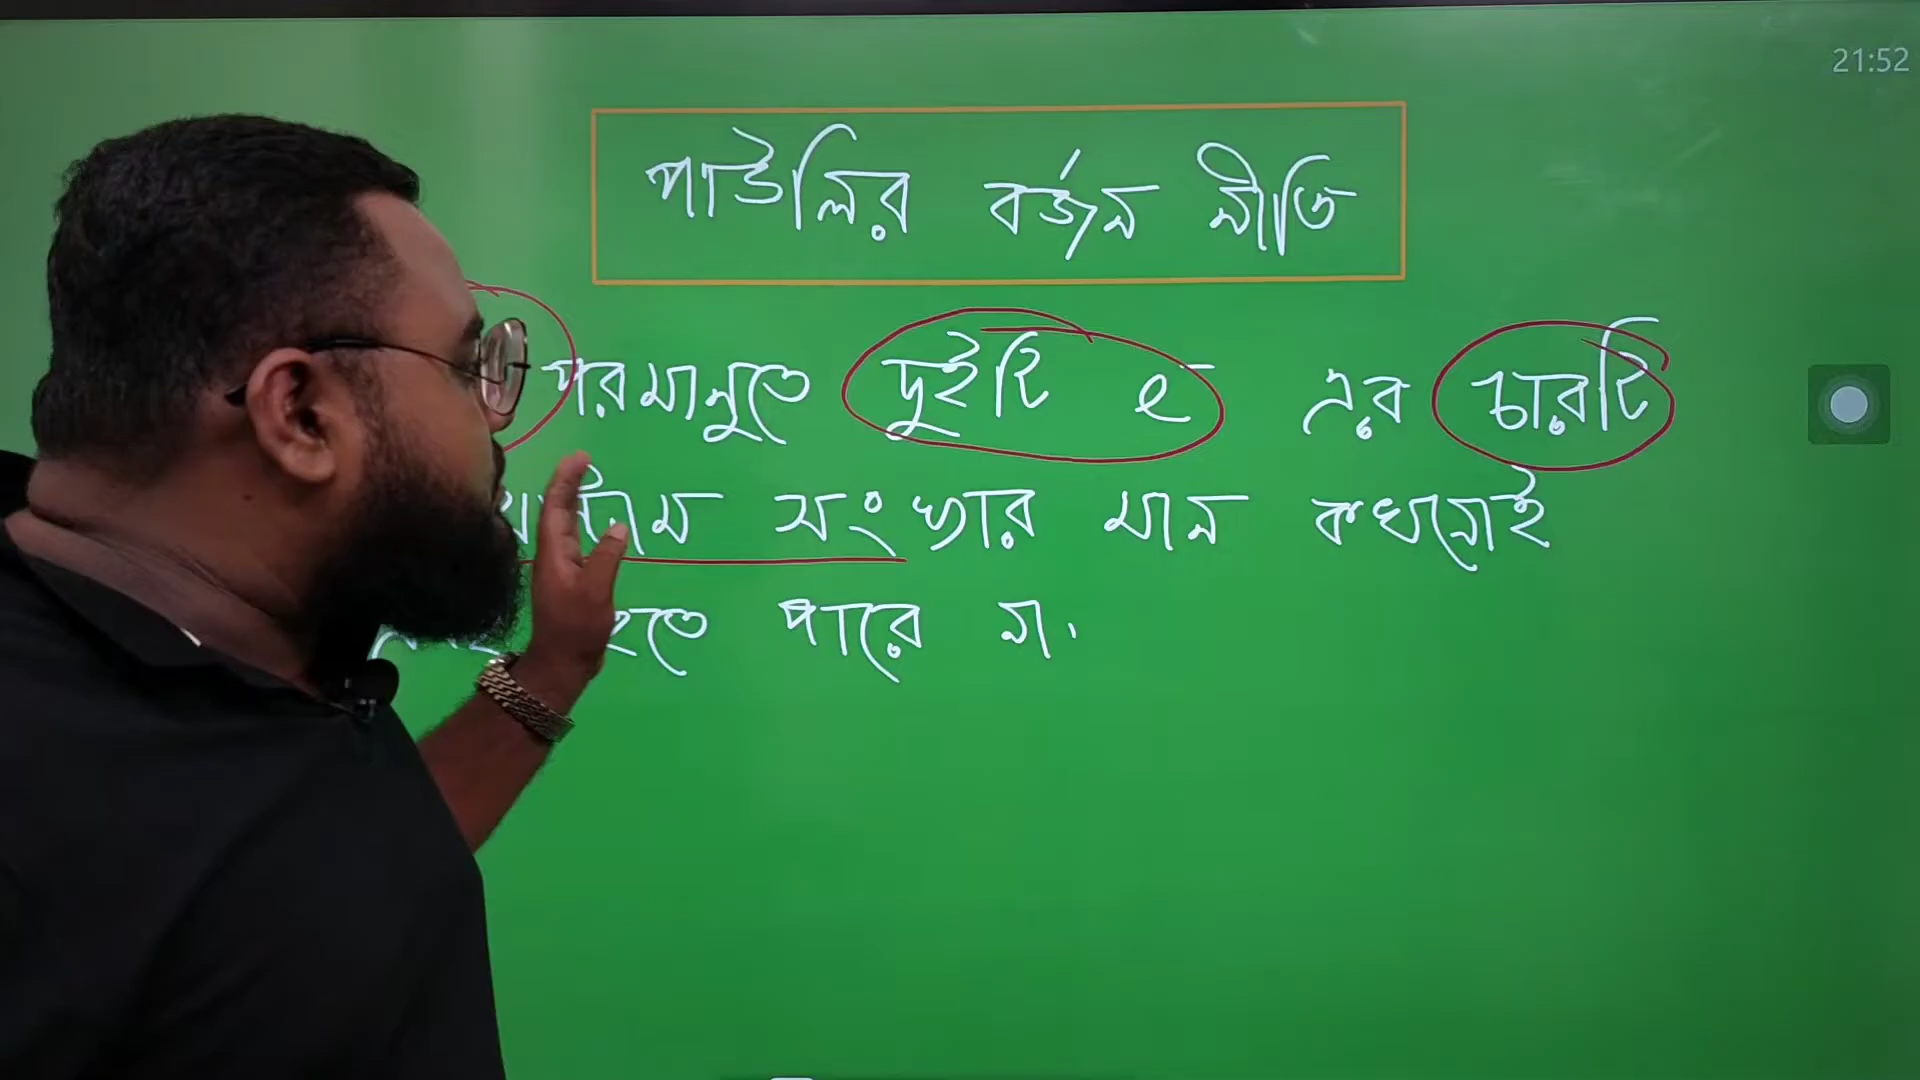 21:52
পাউলির বর্জন নীতি
পরমানুতে দুইটি e⁻ এর চারটি
সংখ্যার মান কখনোই
হতে পারে না।